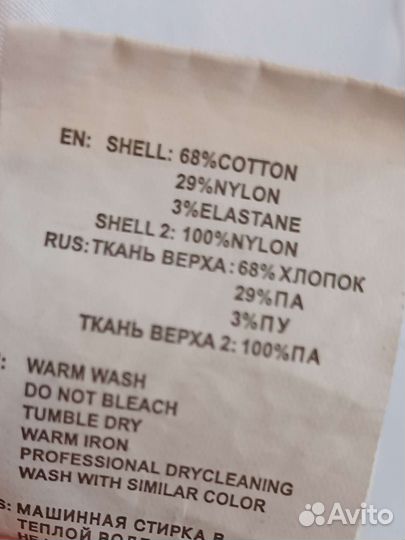 EN: SHELL: 68%COTTON
29%NYLON
3%ELASTANE
SHELL 2: 100%NYLON
RUS: ТКАНЬ ВЕРХА: 68% ХЛОПОК
29%ПА
3%ПУ
ТКАНЬ ВЕРХА 2: 100%ПА
WARM WASH
DO NOT BLEACH
TUMBLE DRY
WARM IRON
PROFESSIONAL DRYCLEANING
WASH WITH SIMILAR COLOR
S: МАШИННАЯ СТИРКА В
ТЕПЛОЙ ВОДЕ
Avito